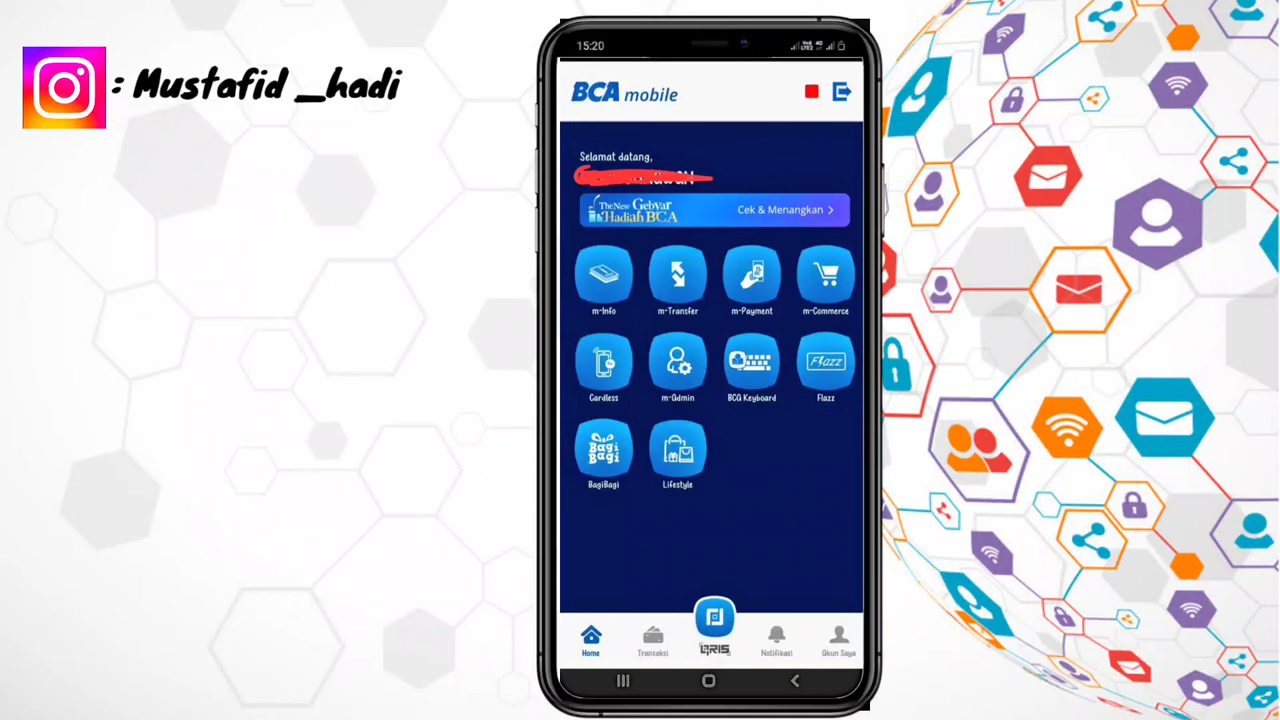 : Mustafid _hadi
15:20
BCA mobile
Selamat datang,
The New Gebyar
Hadiah BCA
Cek & Menangkan >
m-Info
m-Transfer
m-Payment
m-Commerce
Flazz
Cardless
m-Admin
BCA Keyboard
Flazz
Bagi
Bagi
BagiBagi
Lifestyle
Home
Transaksi
QRIS
Notifikasi
Akun Saya